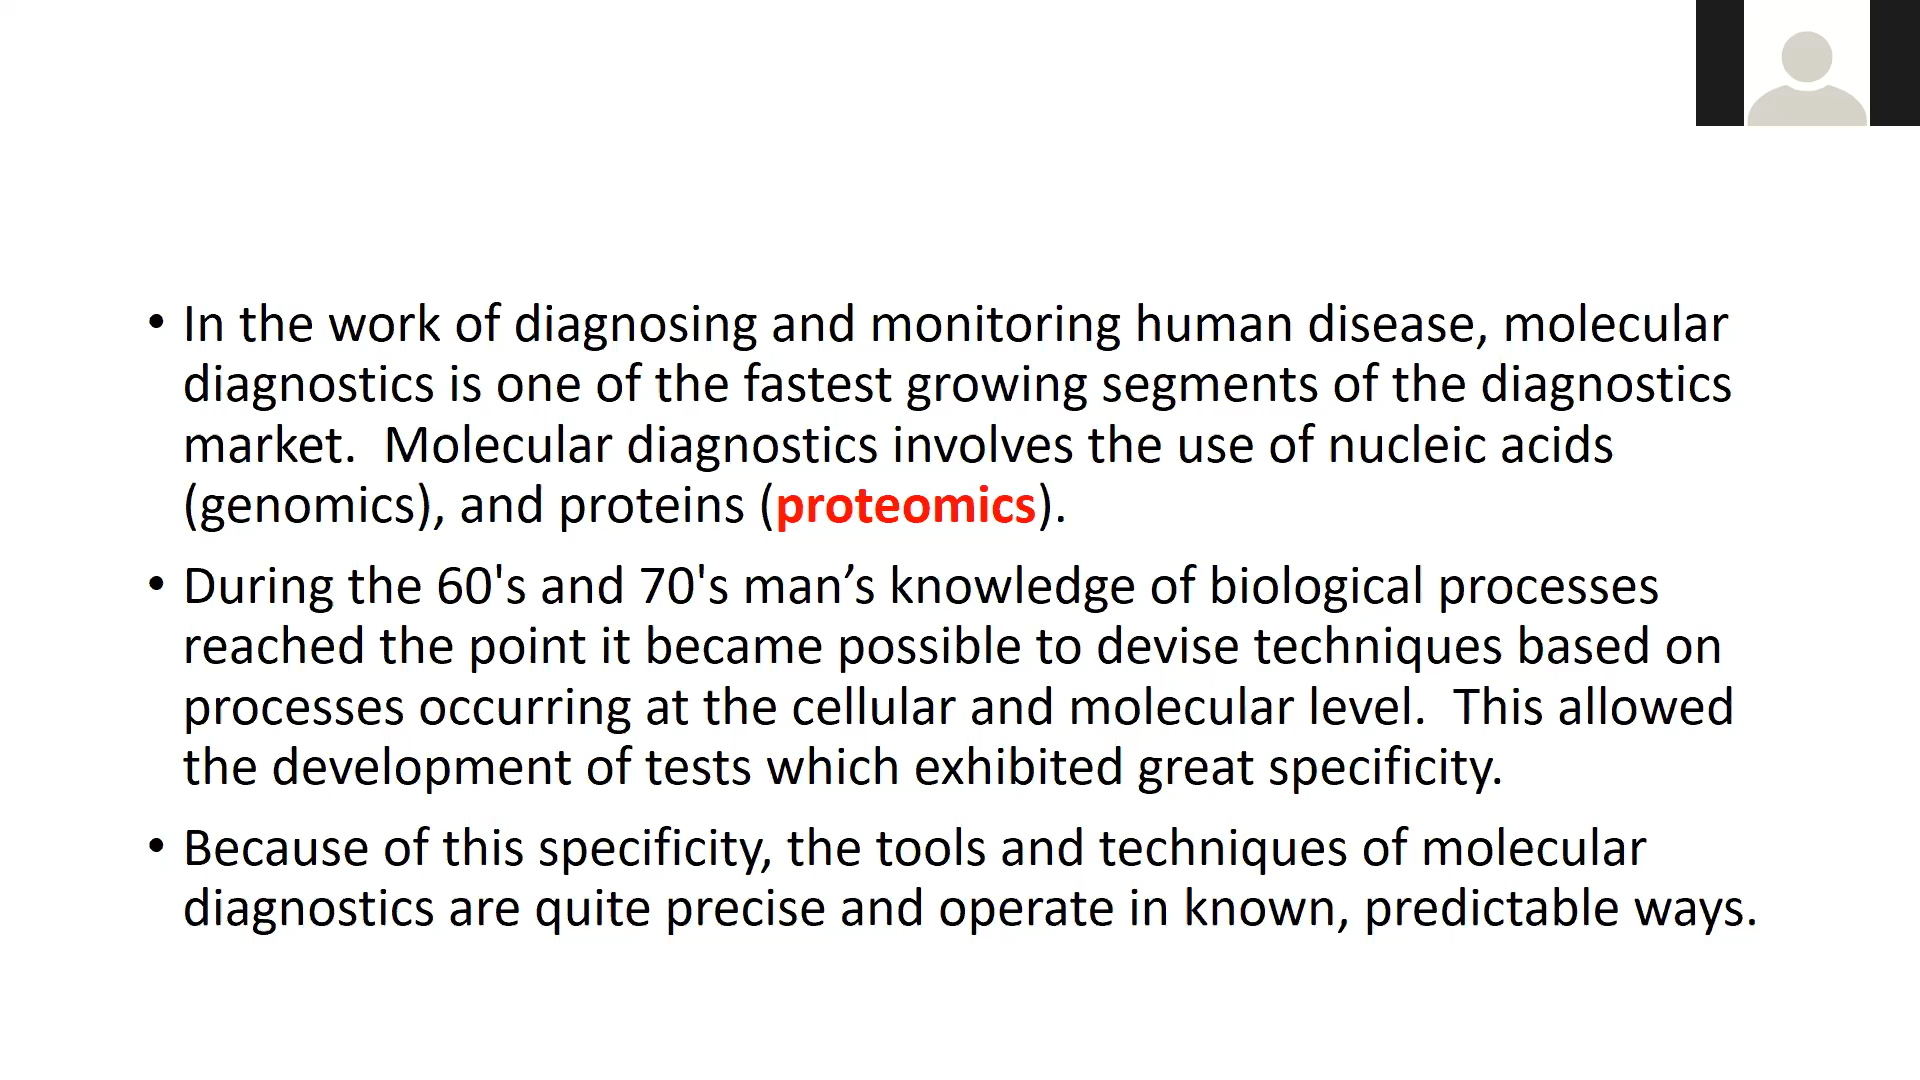 • In the work of diagnosing and monitoring human disease, molecular
diagnostics is one of the fastest growing segments of the diagnostics
market.  Molecular diagnostics involves the use of nucleic acids
(genomics), and proteins (proteomics).
• During the 60's and 70's man’s knowledge of biological processes
reached the point it became possible to devise techniques based on
processes occurring at the cellular and molecular level.  This allowed
the development of tests which exhibited great specificity.
• Because of this specificity, the tools and techniques of molecular
diagnostics are quite precise and operate in known, predictable ways.